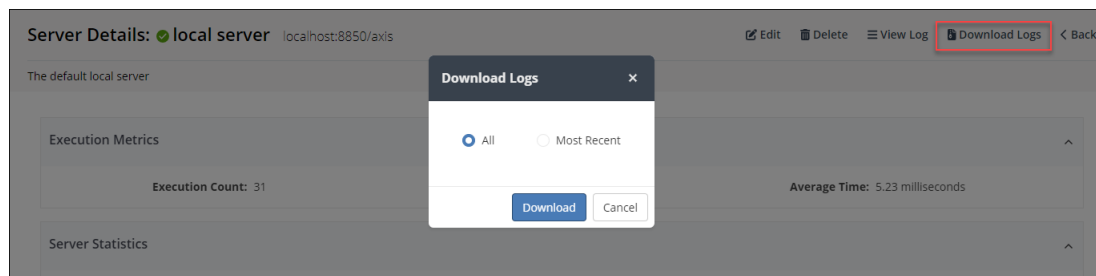 Server Details: local server localhost:8850/axis Edit Delete View Log Download Logs Back
The default local server
Download Logs ×
All Most Recent
Execution Metrics
Execution Count: 31 Average Time: 5.23 milliseconds
Download Cancel
Server Statistics